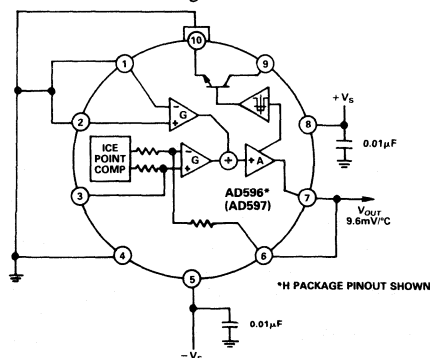 10
1
9
+VS
−
+
G
2
8
0.01μF
ICE
POINT
COMP
−
+
G
+
+A
3
AD596*
(AD597)
7
VOUT
9.6mV/°C
4
6
5
*H PACKAGE PINOUT SHOWN
0.01μF
−VS